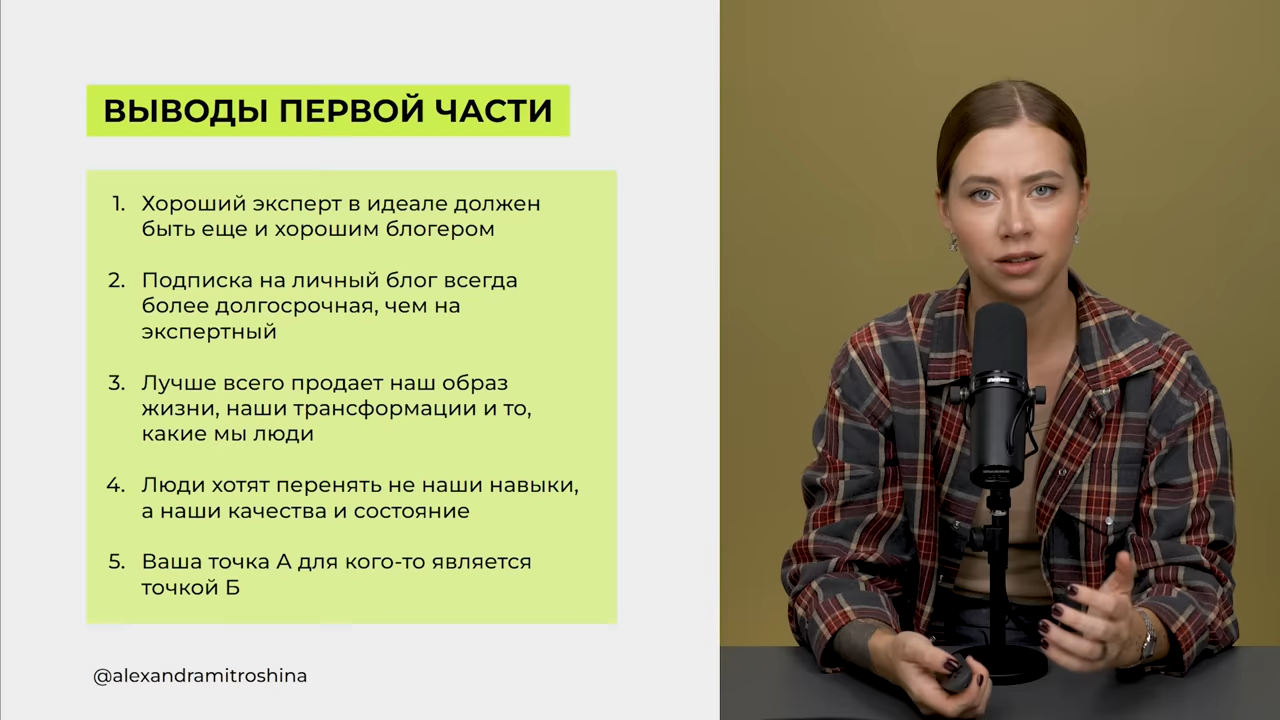 ВЫВОДЫ ПЕРВОЙ ЧАСТИ
1. Хороший эксперт в идеале должен
быть еще и хорошим блогером
2. Подписка на личный блог всегда
более долгосрочная, чем на
экспертный
3. Лучше всего продает наш образ
жизни, наши трансформации и то,
какие мы люди
4. Люди хотят перенять не наши навыки,
а наши качества и состояние
5. Ваша точка А для кого-то является
точкой Б
@alexandramitroshina